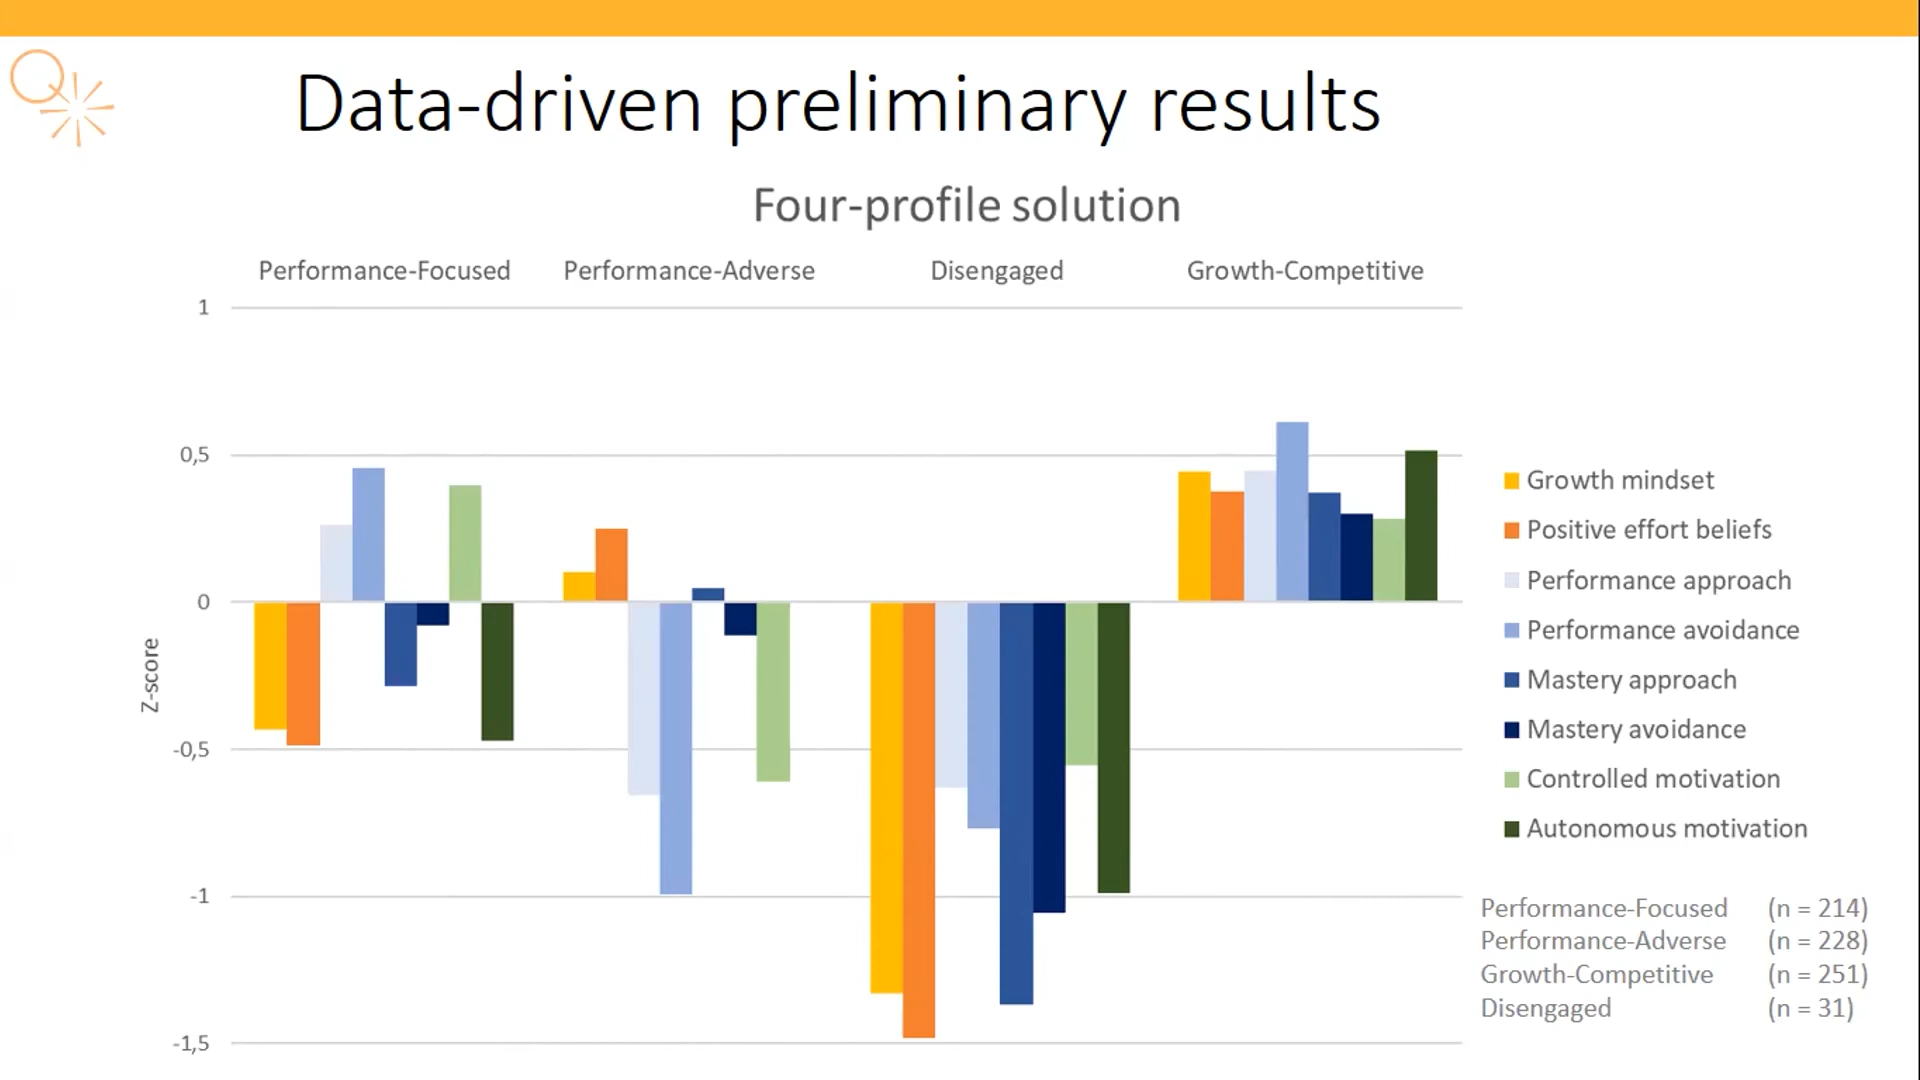 Data-driven preliminary results
Four-profile solution
Performance-Focused Performance-Adverse Disengaged Growth-Competitive
1
0,5
0
-0,5
-1
-1,5
Z-score
Growth mindset
Positive effort beliefs
Performance approach
Performance avoidance
Mastery approach
Mastery avoidance
Controlled motivation
Autonomous motivation
Performance-Focused (n = 214)
Performance-Adverse (n = 228)
Growth-Competitive (n = 251)
Disengaged (n = 31)